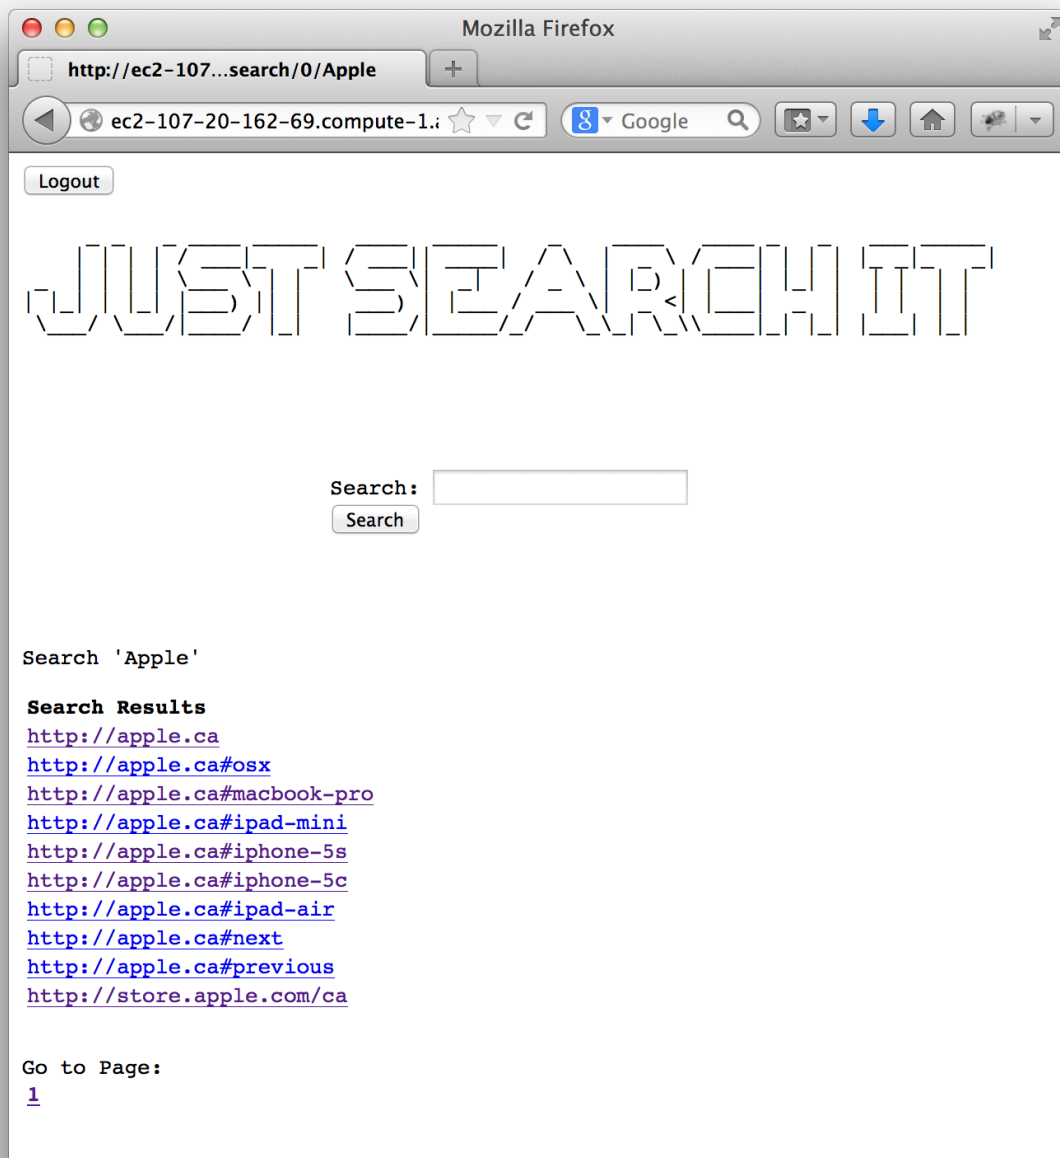 Mozilla Firefox
http://ec2-107...search/0/Apple
ec2-107-20-162-69.compute-1.a
Google
Logout
JUST SEARCH IT
Search:
Search
Search 'Apple'
Search Results
http://apple.ca
http://apple.ca#osx
http://apple.ca#macbook-pro
http://apple.ca#ipad-mini
http://apple.ca#iphone-5s
http://apple.ca#iphone-5c
http://apple.ca#ipad-air
http://apple.ca#next
http://apple.ca#previous
http://store.apple.com/ca
Go to Page:
1